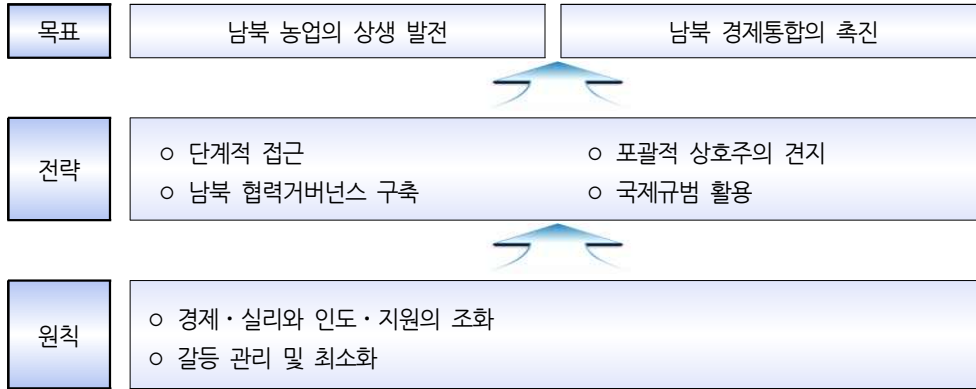 목표
남북 농업의 상생 발전
남북 경제통합의 촉진
전략
○ 단계적 접근
○ 포괄적 상호주의 견지
○ 남북 협력거버넌스 구축
○ 국제규범 활용
원칙
○ 경제・실리와 인도・지원의 조화
○ 갈등 관리 및 최소화